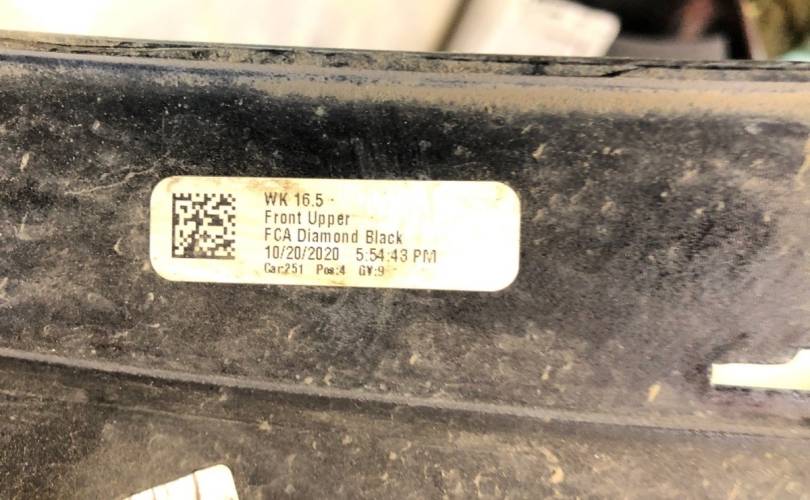 WK 16.5
Front Upper
FCA Diamond Black
10/20/2020 5:54:43 PM
Car:251 Pos:4 GV:9